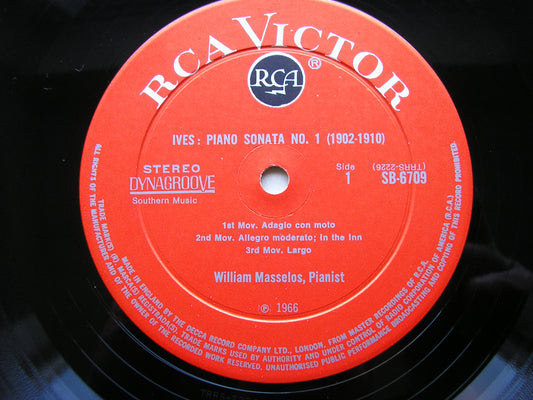 RCA VICTOR
RCA
®
IVES: PIANO SONATA NO. 1 (1902-1910)
STEREO
DYNAGROOVE
Southern Music
Side
1
(TRRS-2226)
SB-6709
1st Mov. Adagio con moto
2nd Mov. Allegro moderato; In the Inn
3rd Mov. Largo
William Masselos, Pianist
℗ 1966
TRADE MARK(S) ® MARCA(S) REGISTRADA(S). MADE IN ENGLAND BY THE DECCA RECORD COMPANY LTD., LONDON, FROM MASTER RECORDINGS OF R.C.A.
ALL RIGHTS OF THE MANUFACTURER AND OF THE OWNER OF THE RECORDED WORK RESERVED. TRADE MARKS USED BY AUTHORITY AND UNDER CONTROL OF RADIO CORPORATION OF AMERICA (R.C.A.) UNAUTHORISED PUBLIC PERFORMANCE BROADCASTING AND COPYING OF THIS RECORD PROHIBITED.